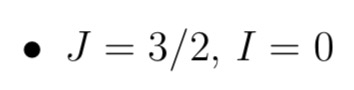 • J = 3/2, I = 0